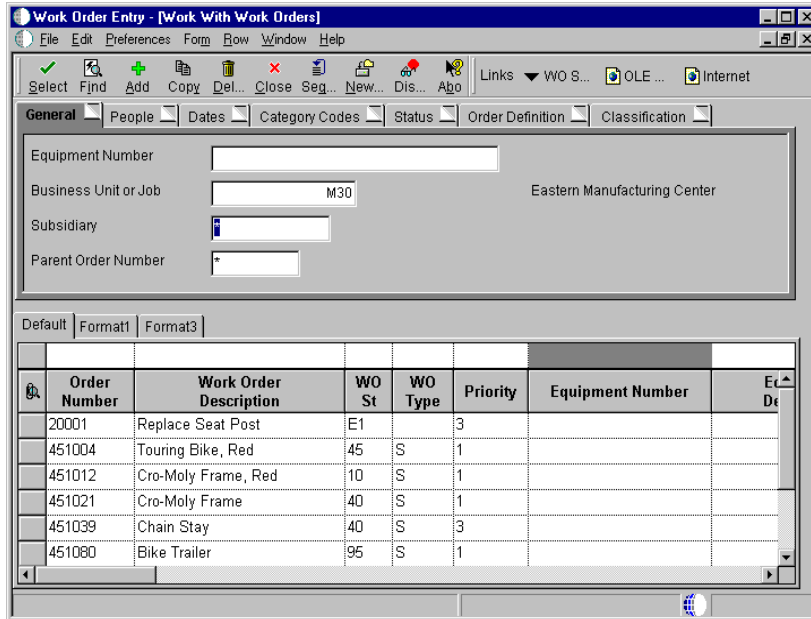 Work Order Entry - [Work With Work Orders]
File Edit Preferences Form Row Window Help
Select Find Add Copy Del... Close Seq... New... Dis... Abo Links WO S... OLE ... Internet
General People Dates Category Codes Status Order Definition Classification
Equipment Number
Business Unit or Job M30 Eastern Manufacturing Center
Subsidiary *
Parent Order Number *
Default Format1 Format3
Order Number Work Order Description WO St WO Type Priority Equipment Number
20001 Replace Seat Post E1 3
451004 Touring Bike, Red 45 S 1
451012 Cro-Moly Frame, Red 10 S 1
451021 Cro-Moly Frame 40 S 1
451039 Chain Stay 40 S 3
451080 Bike Trailer 95 S 1